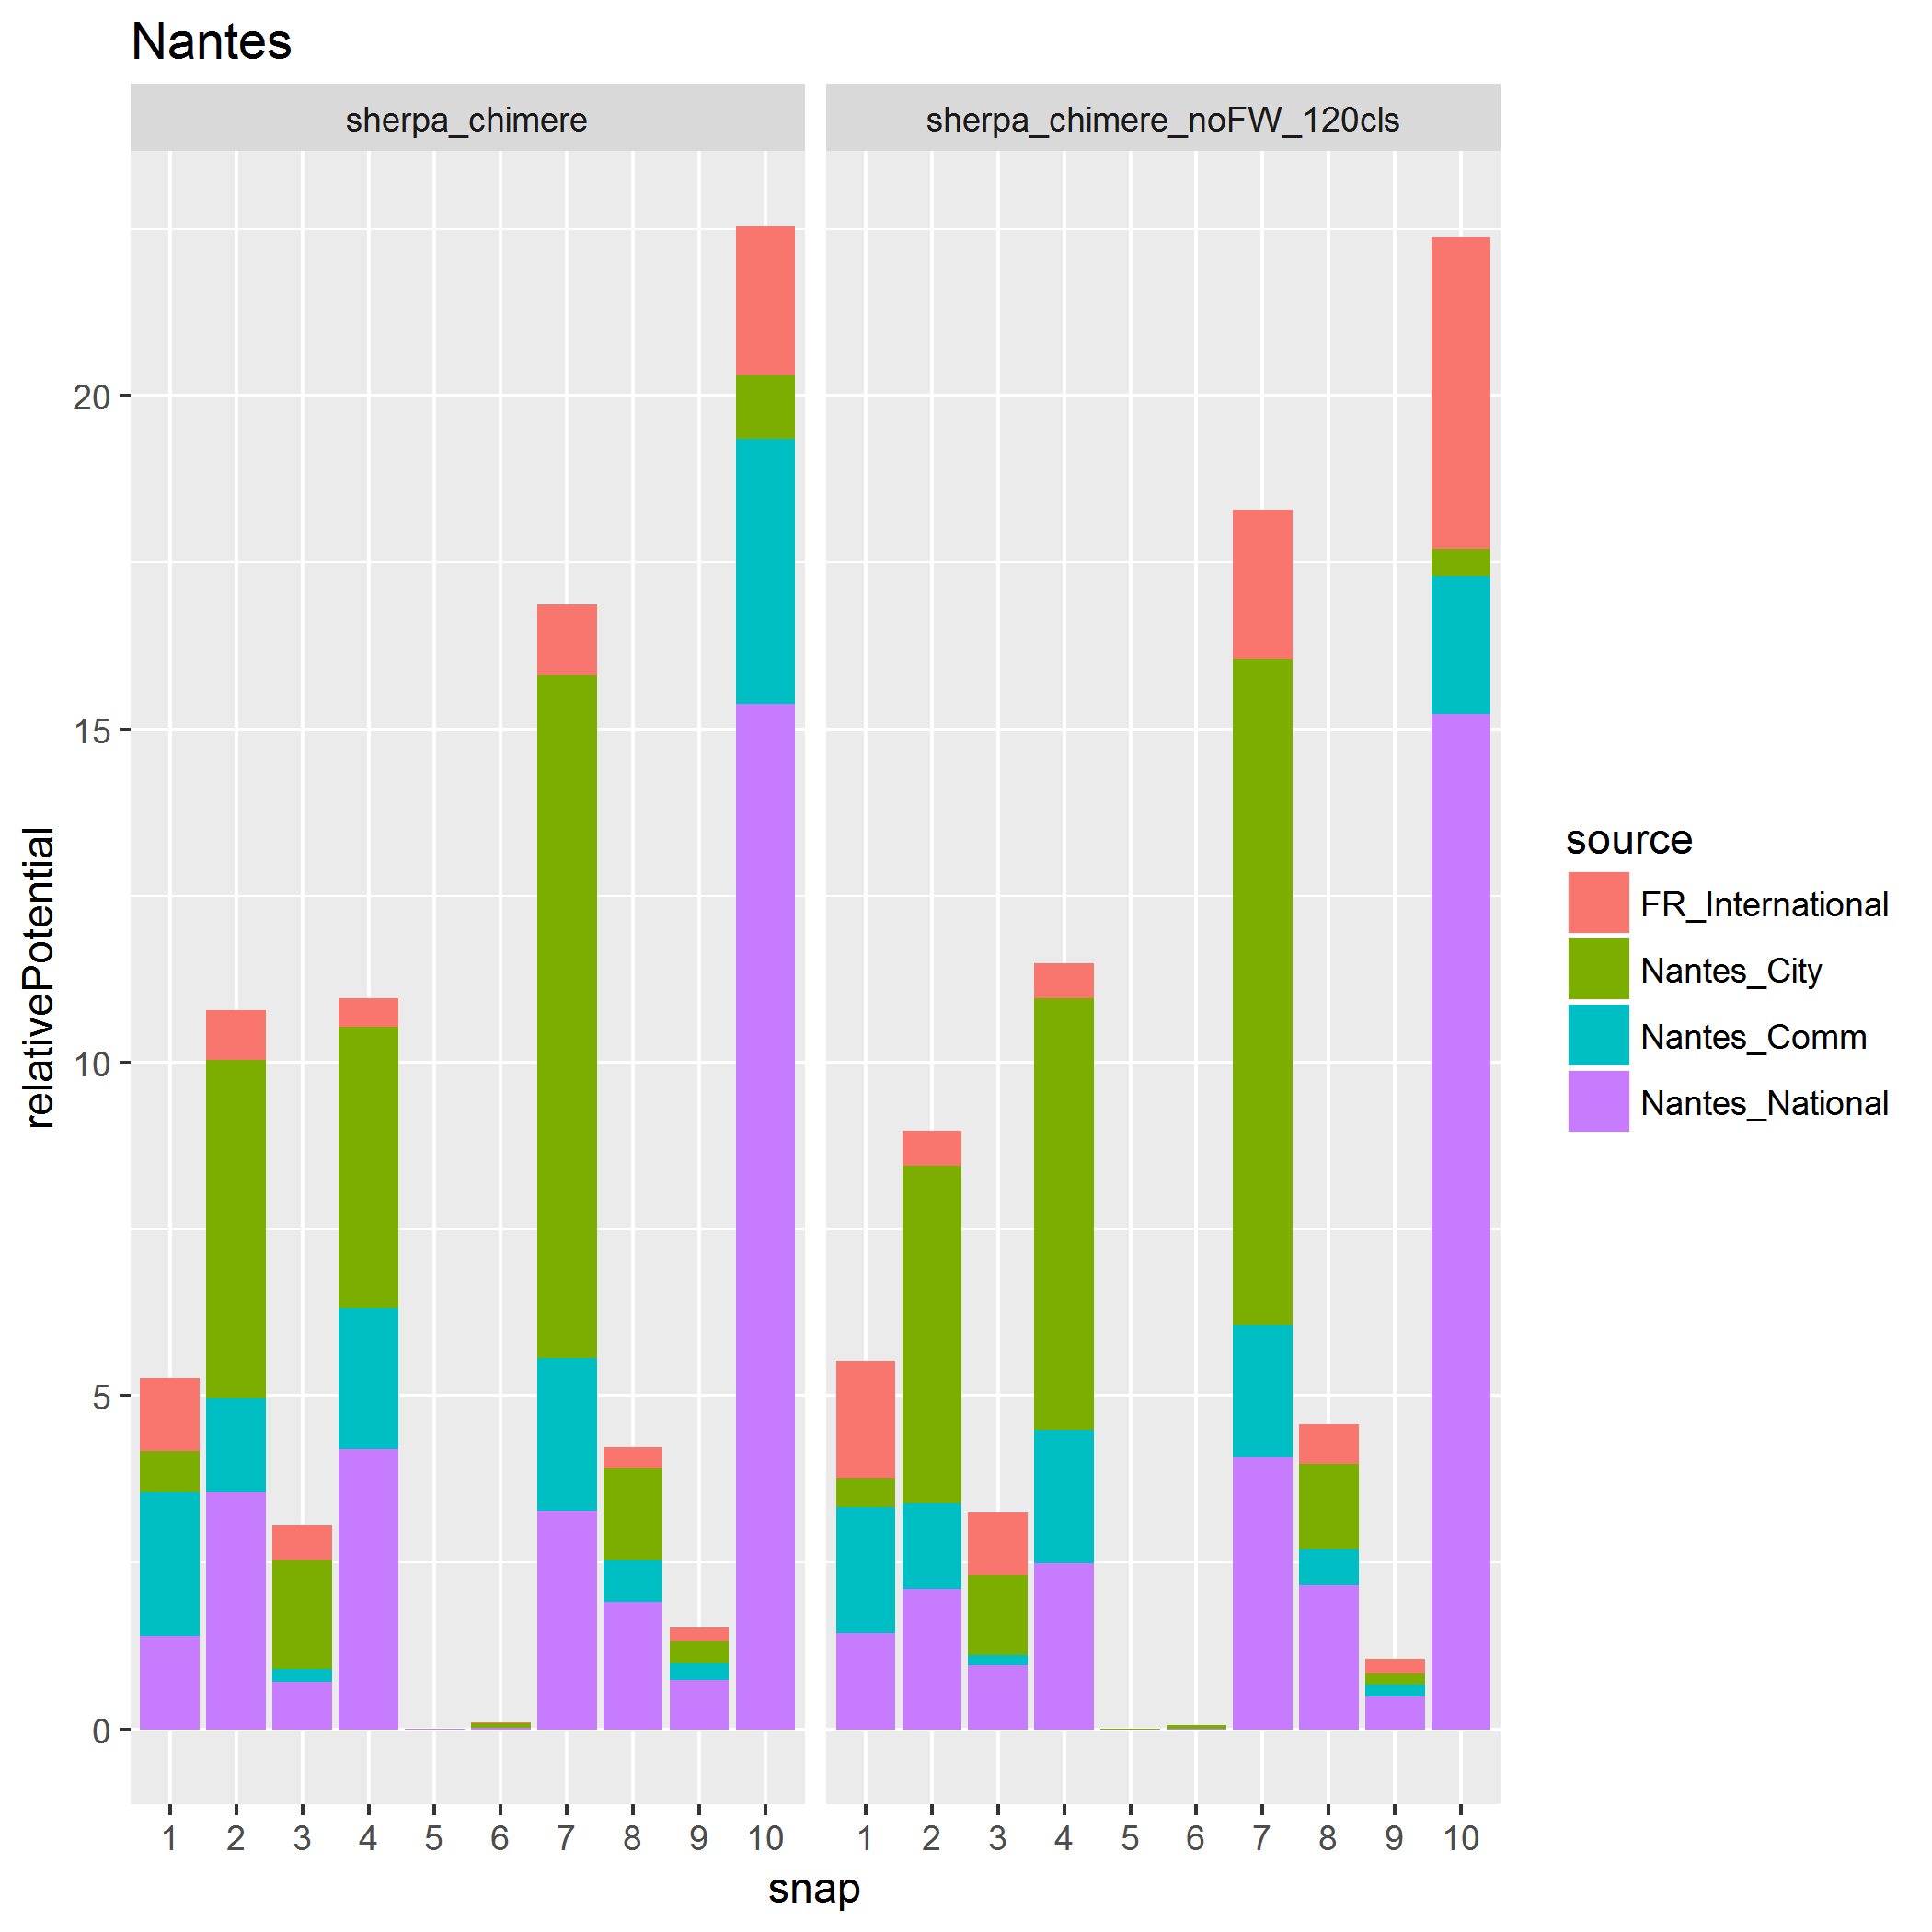 Nantes
sherpa_chimere
sherpa_chimere_noFW_120cls
relativePotential
20
15
10
5
0
1 2 3 4 5 6 7 8 9 10
1 2 3 4 5 6 7 8 9 10
snap
source
FR_International
Nantes_City
Nantes_Comm
Nantes_National